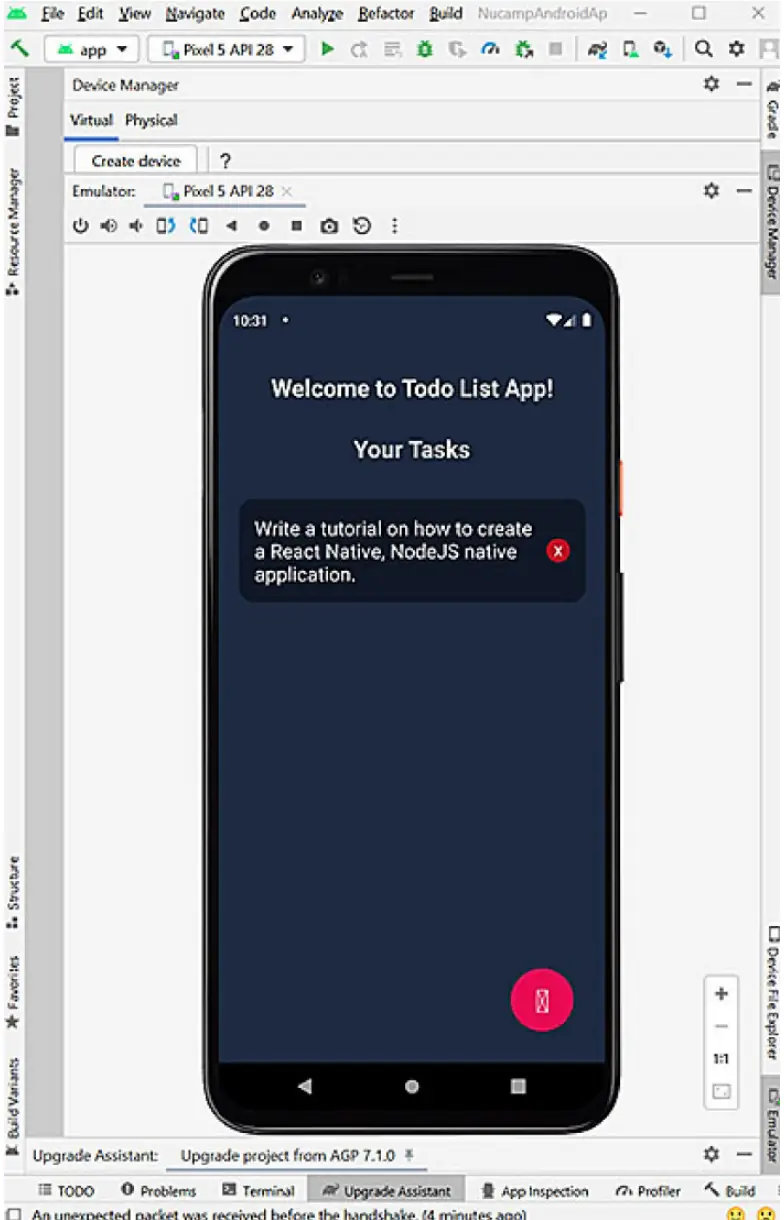 File Edit View Navigate Code Analyze Refactor Build NucampAndroidAp
app Pixel 5 API 28
Project
Resource Manager
Structure
Favorites
Build Variants
Device Manager
Virtual Physical
Create device ?
Emulator: Pixel 5 API 28
10:31
Welcome to Todo List App!
Your Tasks
Write a tutorial on how to create
a React Native, NodeJS native
application.
X
1:1
Gradle
Device Manager
Device File Explorer
Emulator
Upgrade Assistant: Upgrade project from AGP 7.1.0
TODO Problems Terminal Upgrade Assistant App Inspection Profiler Build
An unexpected packet was received before the handshake. (4 minutes ago)